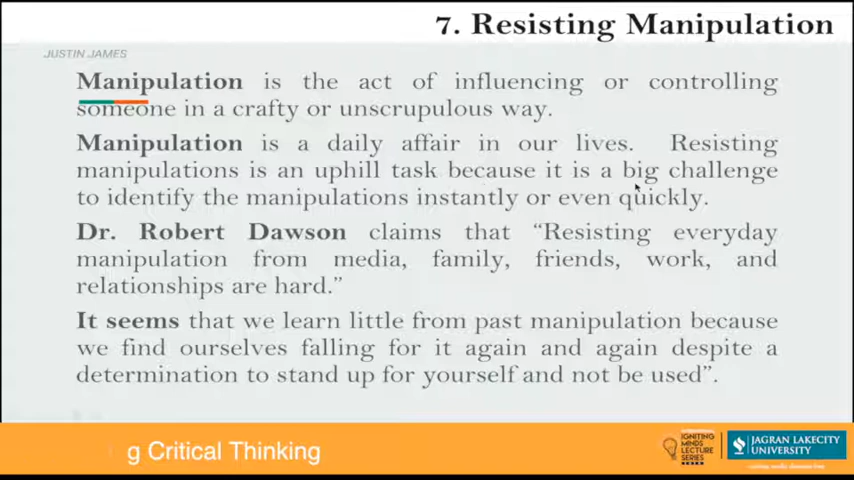 7. Resisting Manipulation
JUSTIN JAMES
Manipulation is the act of influencing or controlling
someone in a crafty or unscrupulous way.
Manipulation is a daily affair in our lives. Resisting
manipulations is an uphill task because it is a big challenge
to identify the manipulations instantly or even quickly.
Dr. Robert Dawson claims that “Resisting everyday
manipulation from media, family, friends, work, and
relationships are hard.”
It seems that we learn little from past manipulation because
we find ourselves falling for it again and again despite a
determination to stand up for yourself and not be used”.
g Critical Thinking
IGNITING
MINDS
LECTURE
SERIES
JAGRAN LAKECITY
UNIVERSITY